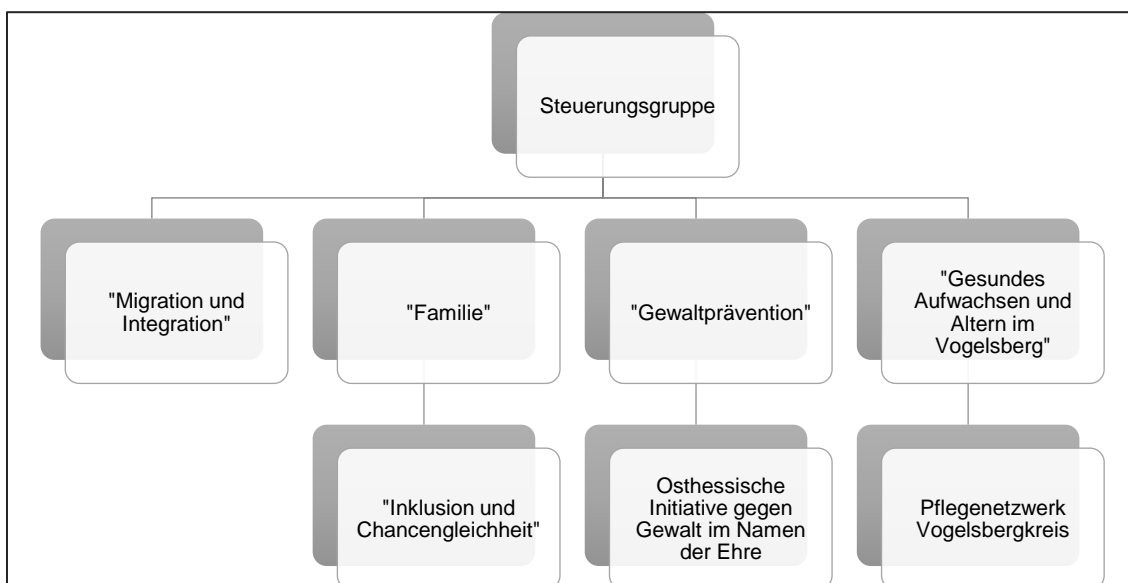 Steuerungsgruppe
"Migration und
Integration"
"Familie"
"Gewaltprävention"
"Gesundes
Aufwachsen und
Altern im
Vogelsberg"
"Inklusion und
Chancengleichheit"
Osthessische
Initiative gegen
Gewalt im Namen
der Ehre
Pflegenetzwerk
Vogelsbergkreis